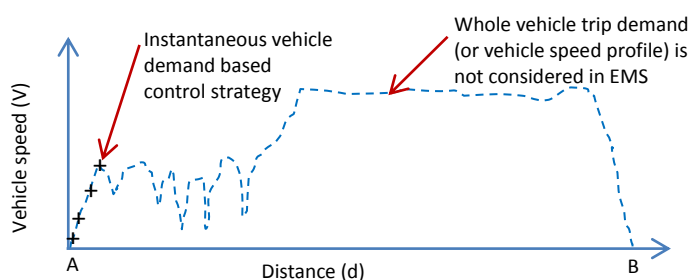 Instantaneous vehicle
demand based
control strategy
Whole vehicle trip demand
(or vehicle speed profile) is
not considered in EMS
Vehicle speed (V)
A
B
Distance (d)